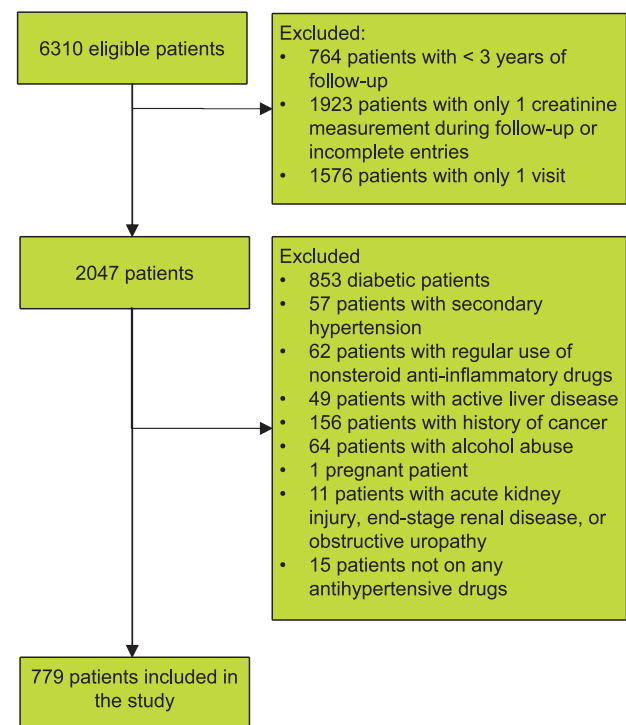 6310 eligible patients
Excluded:
• 764 patients with < 3 years of
follow-up
• 1923 patients with only 1 creatinine
measurement during follow-up or
incomplete entries
• 1576 patients with only 1 visit
2047 patients
Excluded
• 853 diabetic patients
• 57 patients with secondary
hypertension
• 62 patients with regular use of
nonsteroid anti-inflammatory drugs
• 49 patients with active liver disease
• 156 patients with history of cancer
• 64 patients with alcohol abuse
• 1 pregnant patient
• 11 patients with acute kidney
injury, end-stage renal disease, or
obstructive uropathy
• 15 patients not on any
antihypertensive drugs
779 patients included in
the study